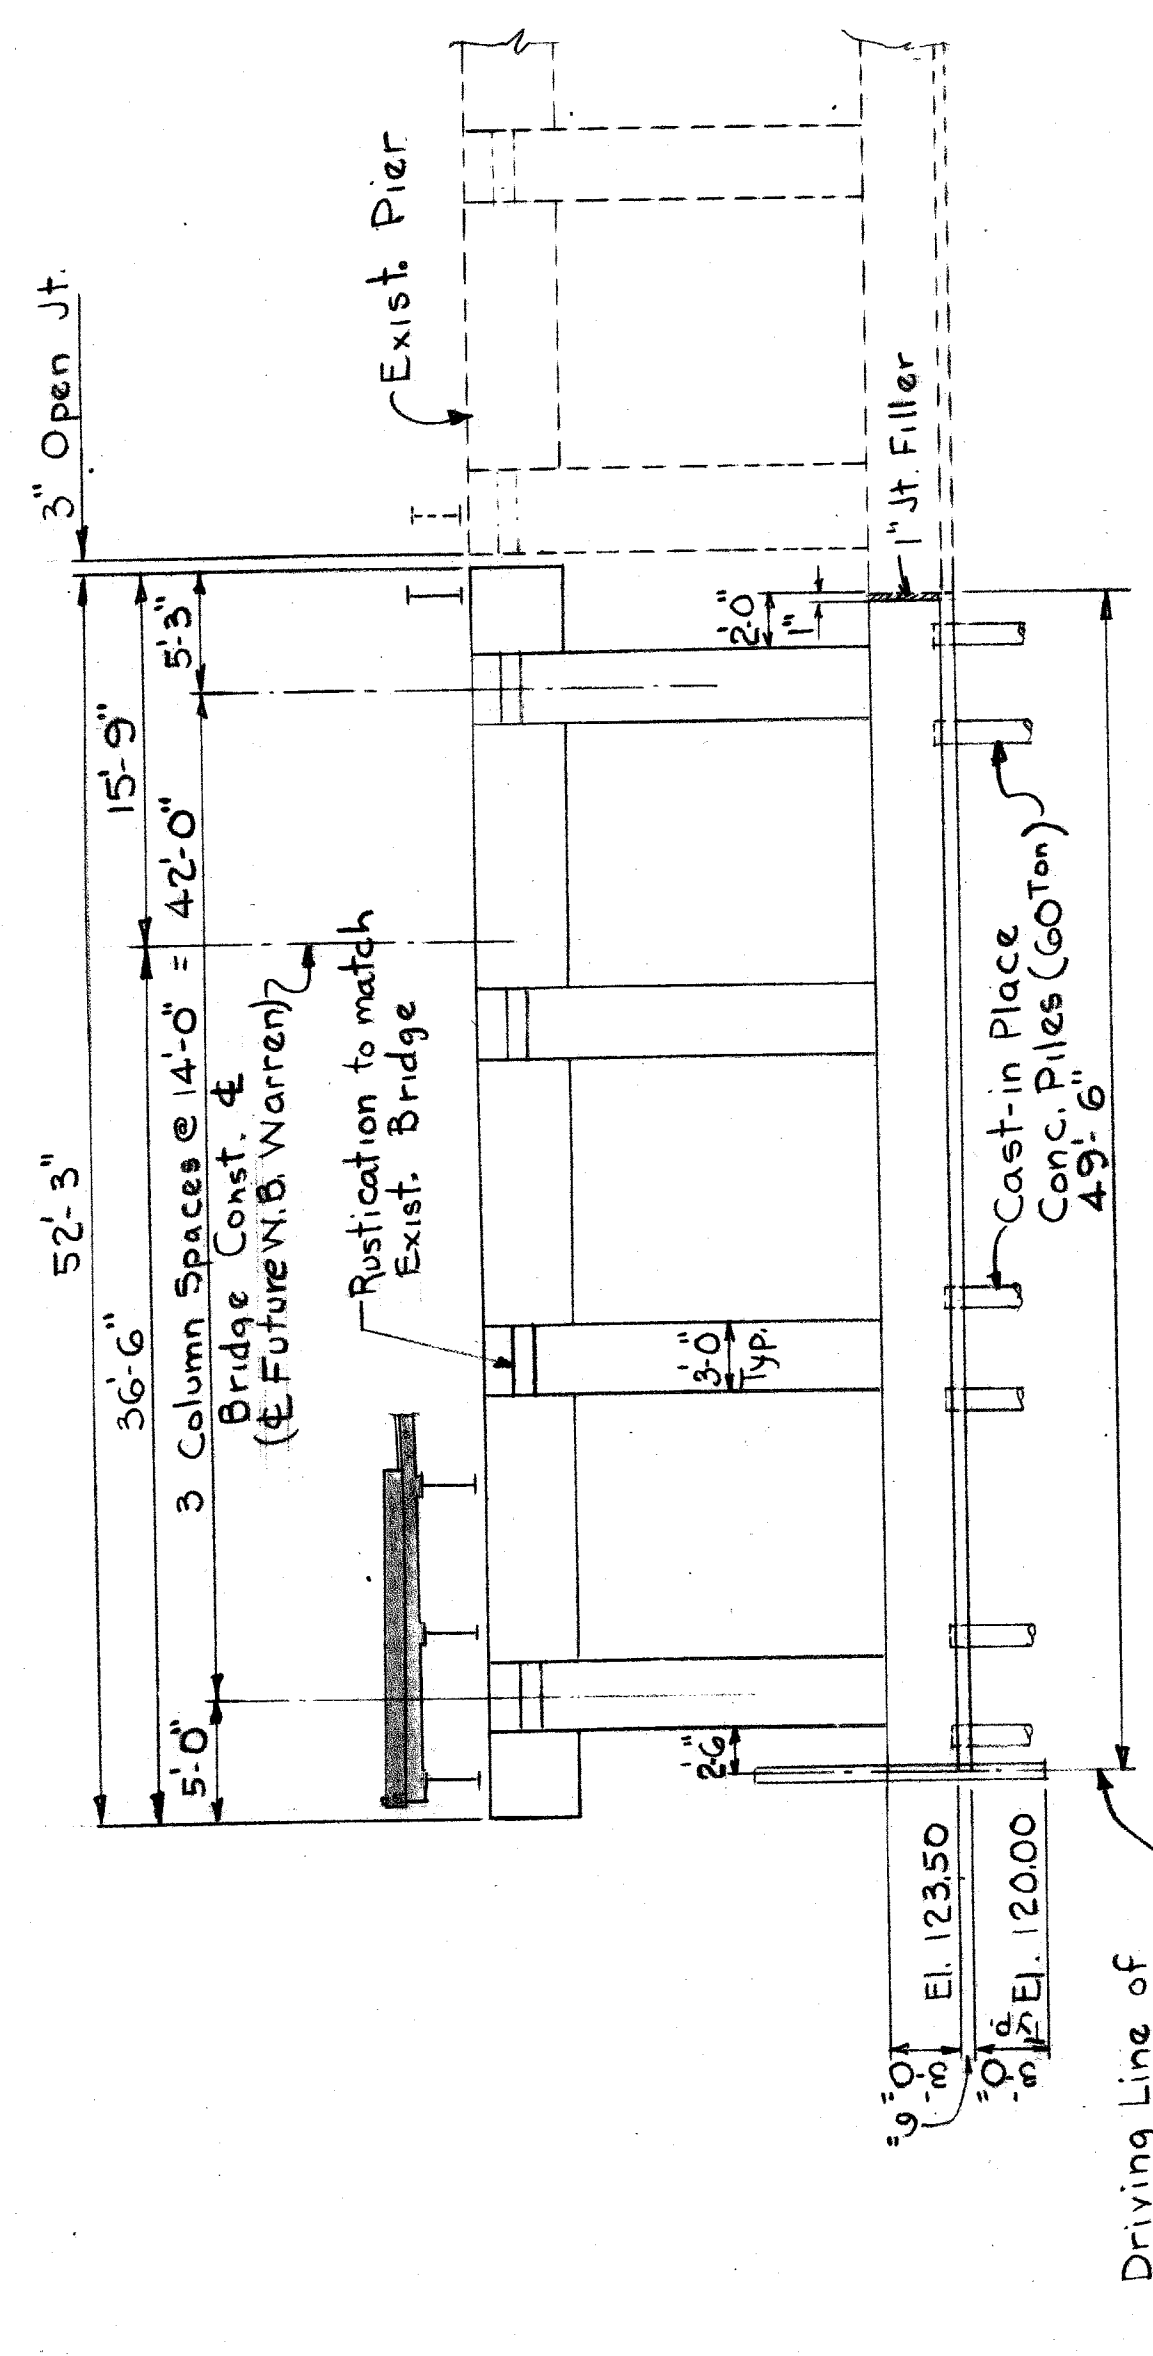 3" Open Jt.
52'-3"
36'-6"
15'-9"
3 Column Spaces @ 14'-0" = 42'-0"
5'-3"
5'-0"
Bridge Const. ℄
(℄ Future W.B. Warren)
Rustication to match
Exist. Bridge
Exist. Pier
3'-0"
Typ.
2'-6"
2'-0"
1"
1" Jt. Filler
Cast-in Place
Conc. Piles (60 Ton)
49'-6"
El. 123.50
El. 120.00
3'-0"
6"
3'-0"
Driving Line of